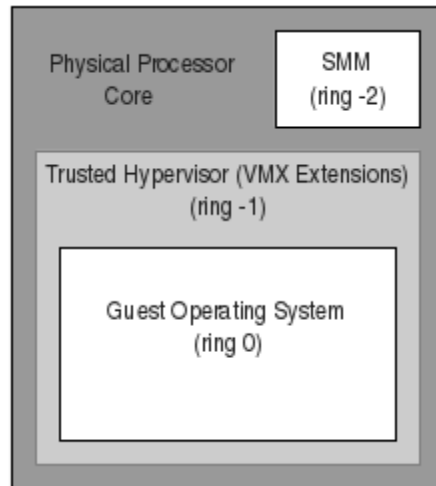 Physical Processor
Core
SMM
(ring -2)
Trusted Hypervisor (VMX Extensions)
(ring -1)
Guest Operating System
(ring 0)